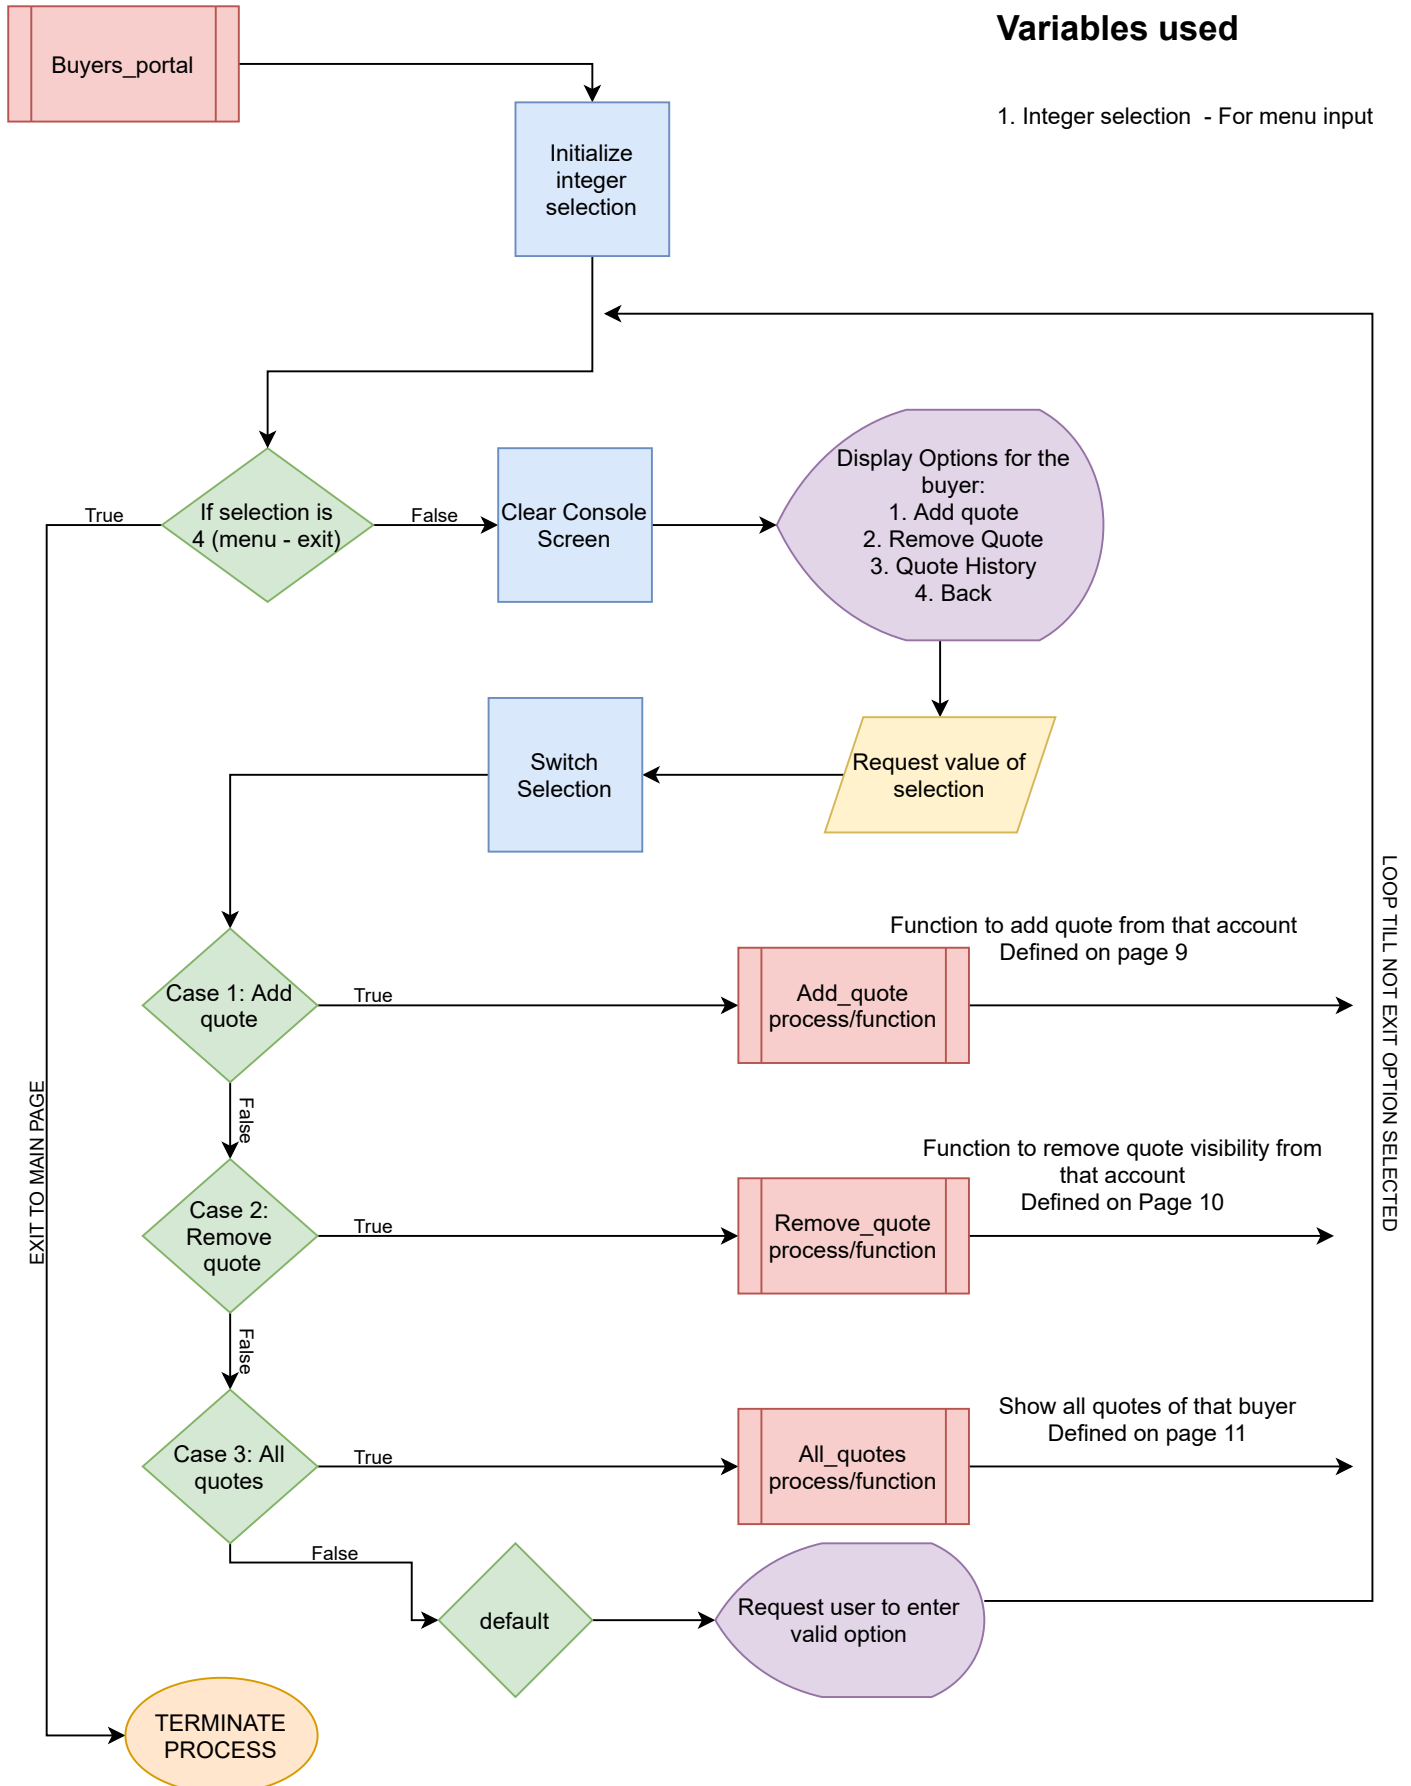 Variables used
Buyers_portal
1. Integer selection  - For menu input
Initialize
integer
selection
Display Options for the
buyer:
1. Add quote
2. Remove Quote
3. Quote History
4. Back
True
If selection is
4 (menu - exit)
False
Clear Console
Screen
Switch
Selection
Request value of
selection
LOOP TILL NOT EXIT OPTION SELECTED
Function to add quote from that account
Defined on page 9
Case 1: Add
quote
True
Add_quote
process/function
False
EXIT TO MAIN PAGE
Function to remove quote visibility from
that account
Defined on Page 10
Case 2:
Remove
quote
True
Remove_quote
process/function
False
Show all quotes of that buyer
Defined on page 11
Case 3: All
quotes
True
All_quotes
process/function
False
default
Request user to enter
valid option
TERMINATE
PROCESS